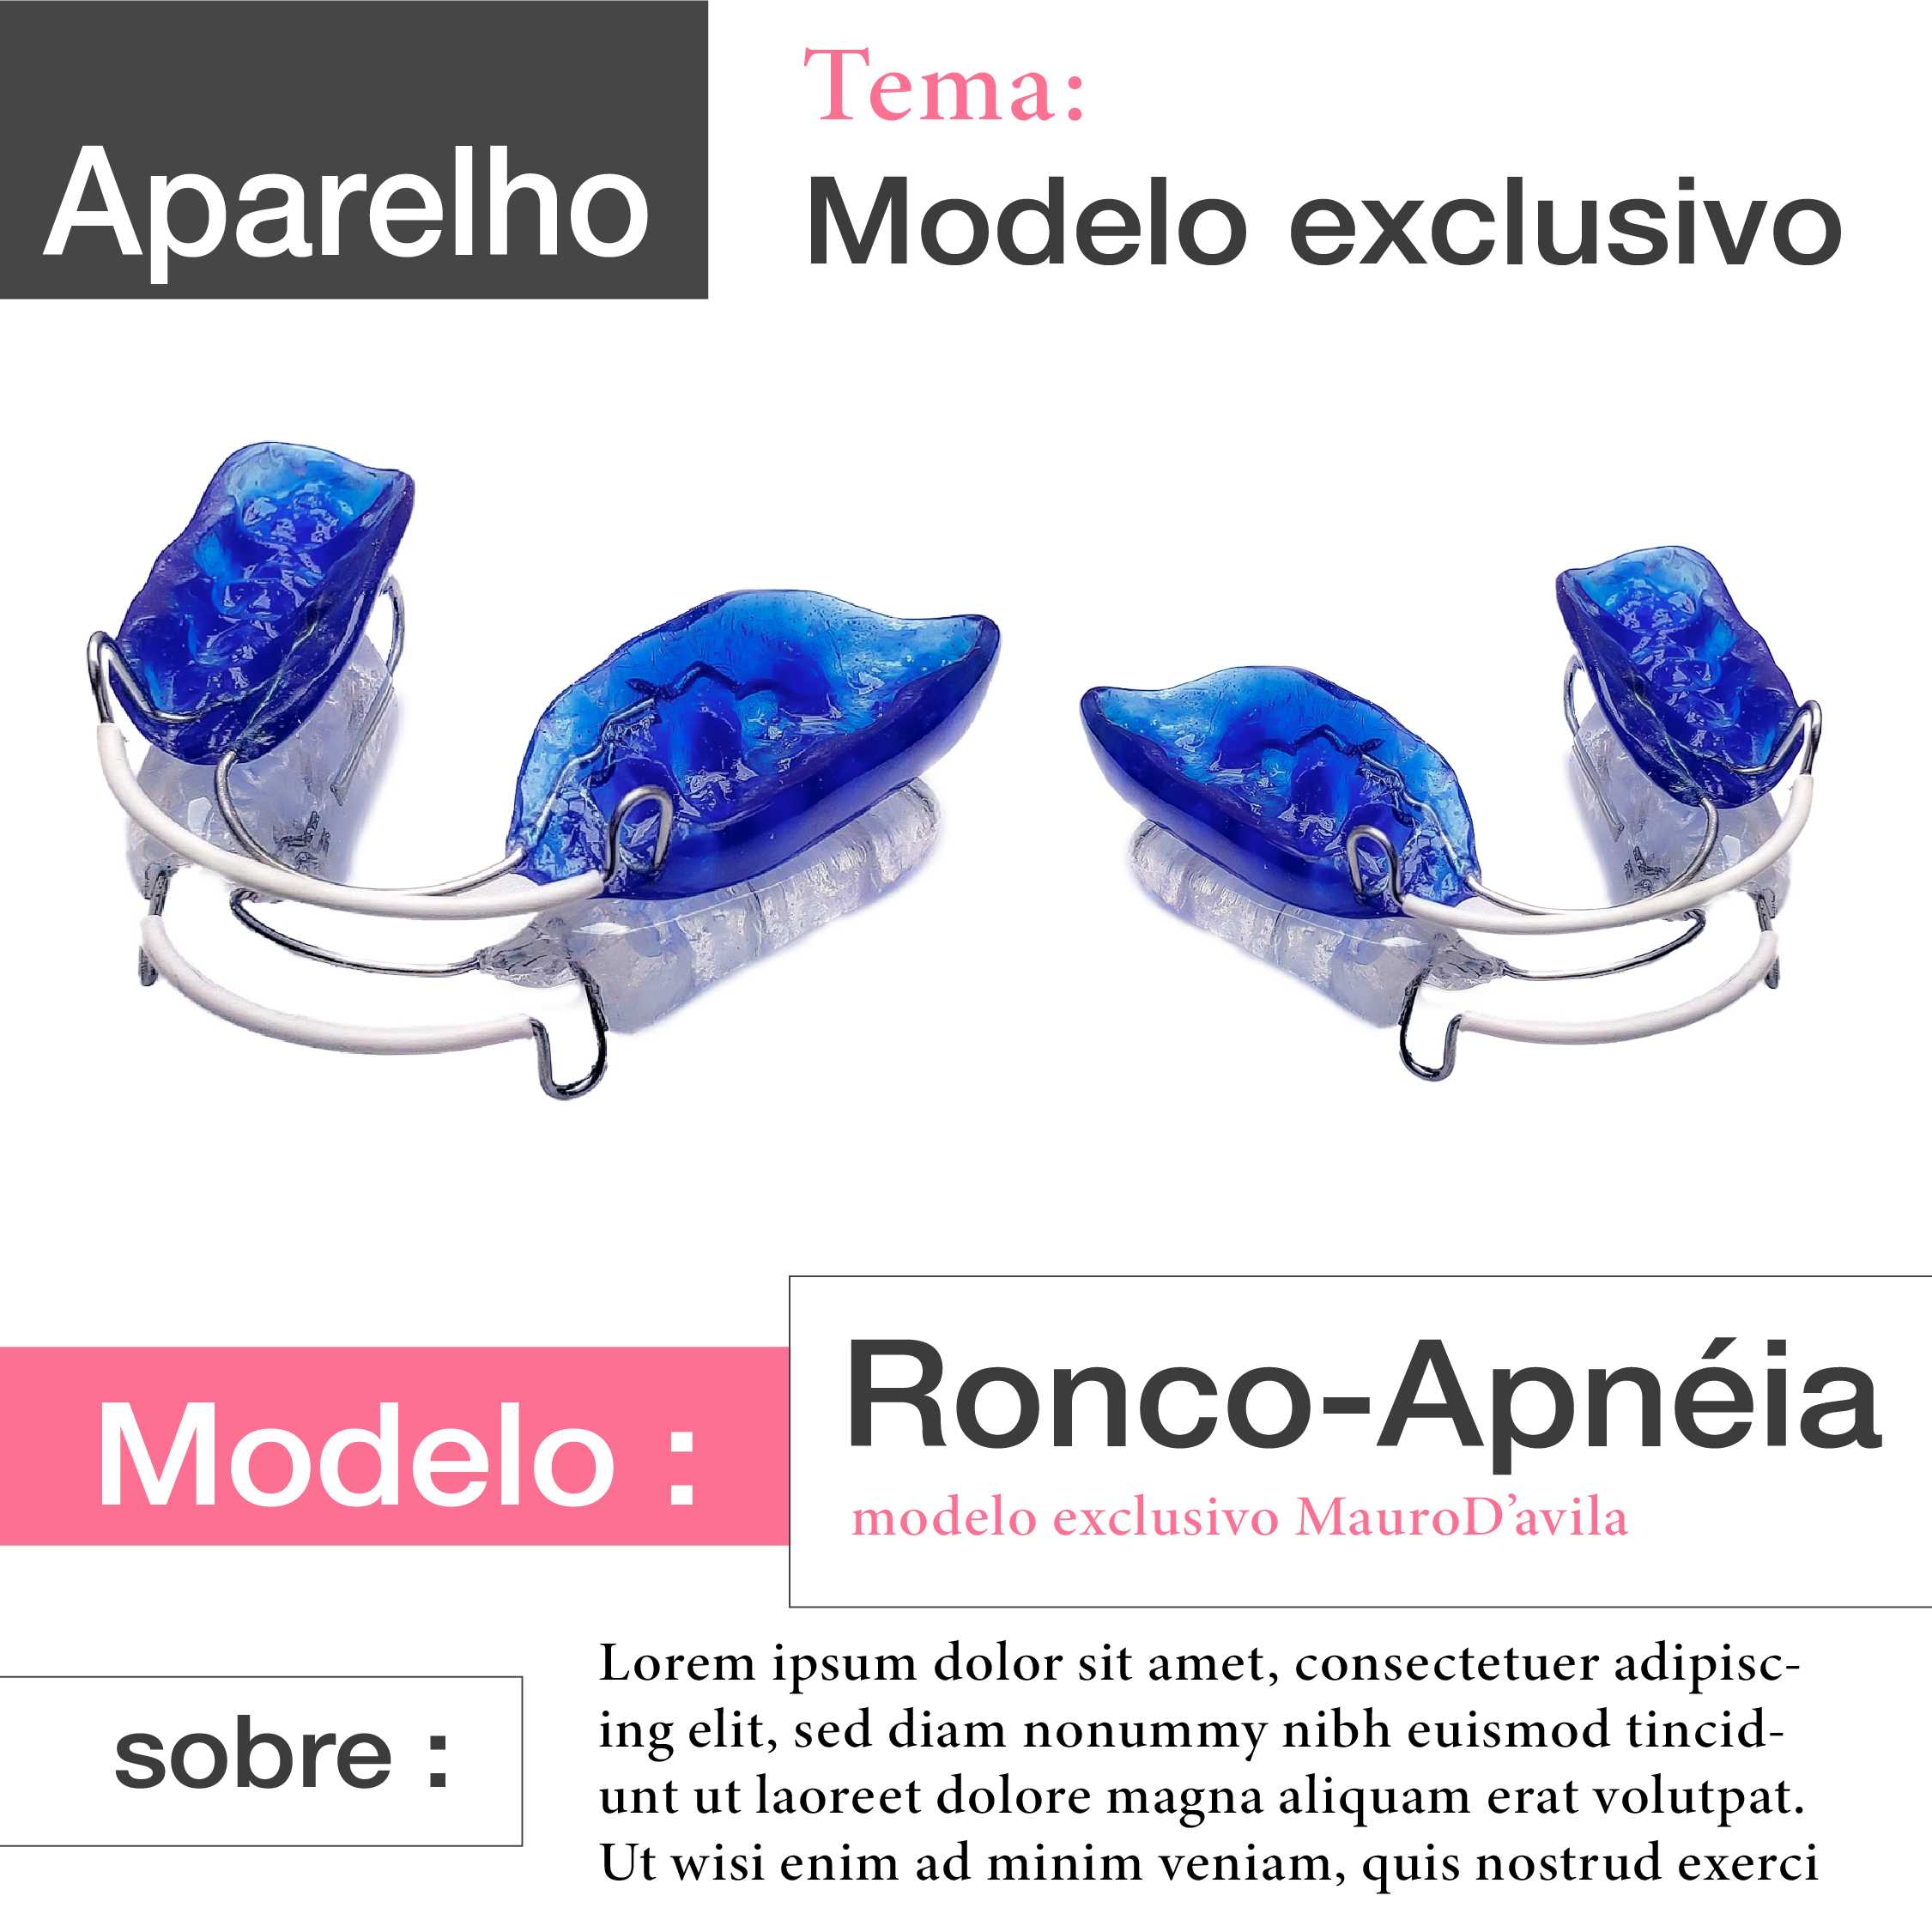 Aparelho
Tema:
Modelo exclusivo
Modelo :
Ronco-Apnéia
modelo exclusivo MauroD’avila
sobre :
Lorem ipsum dolor sit amet, consectetuer adipisc-
ing elit, sed diam nonummy nibh euismod tincid-
unt ut laoreet dolore magna aliquam erat volutpat.
Ut wisi enim ad minim veniam, quis nostrud exerci